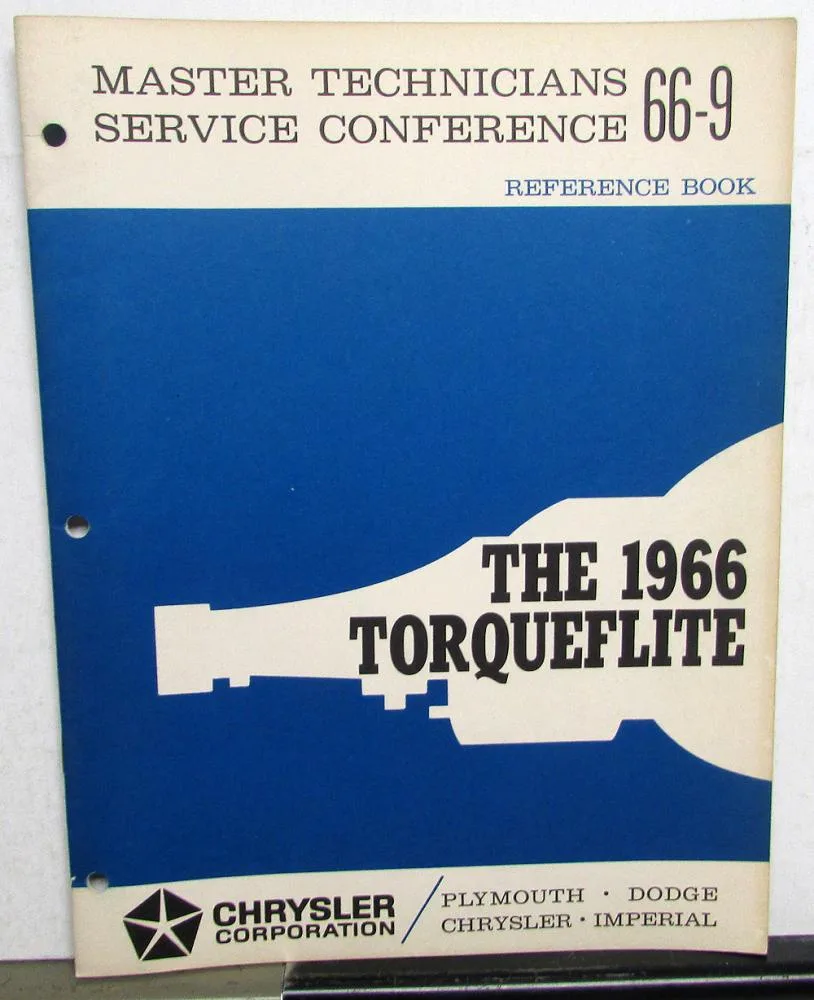 MASTER TECHNICIANS
SERVICE CONFERENCE 66-9
REFERENCE BOOK
THE 1966
TORQUEFLITE
CHRYSLER
CORPORATION
PLYMOUTH · DODGE
CHRYSLER · IMPERIAL